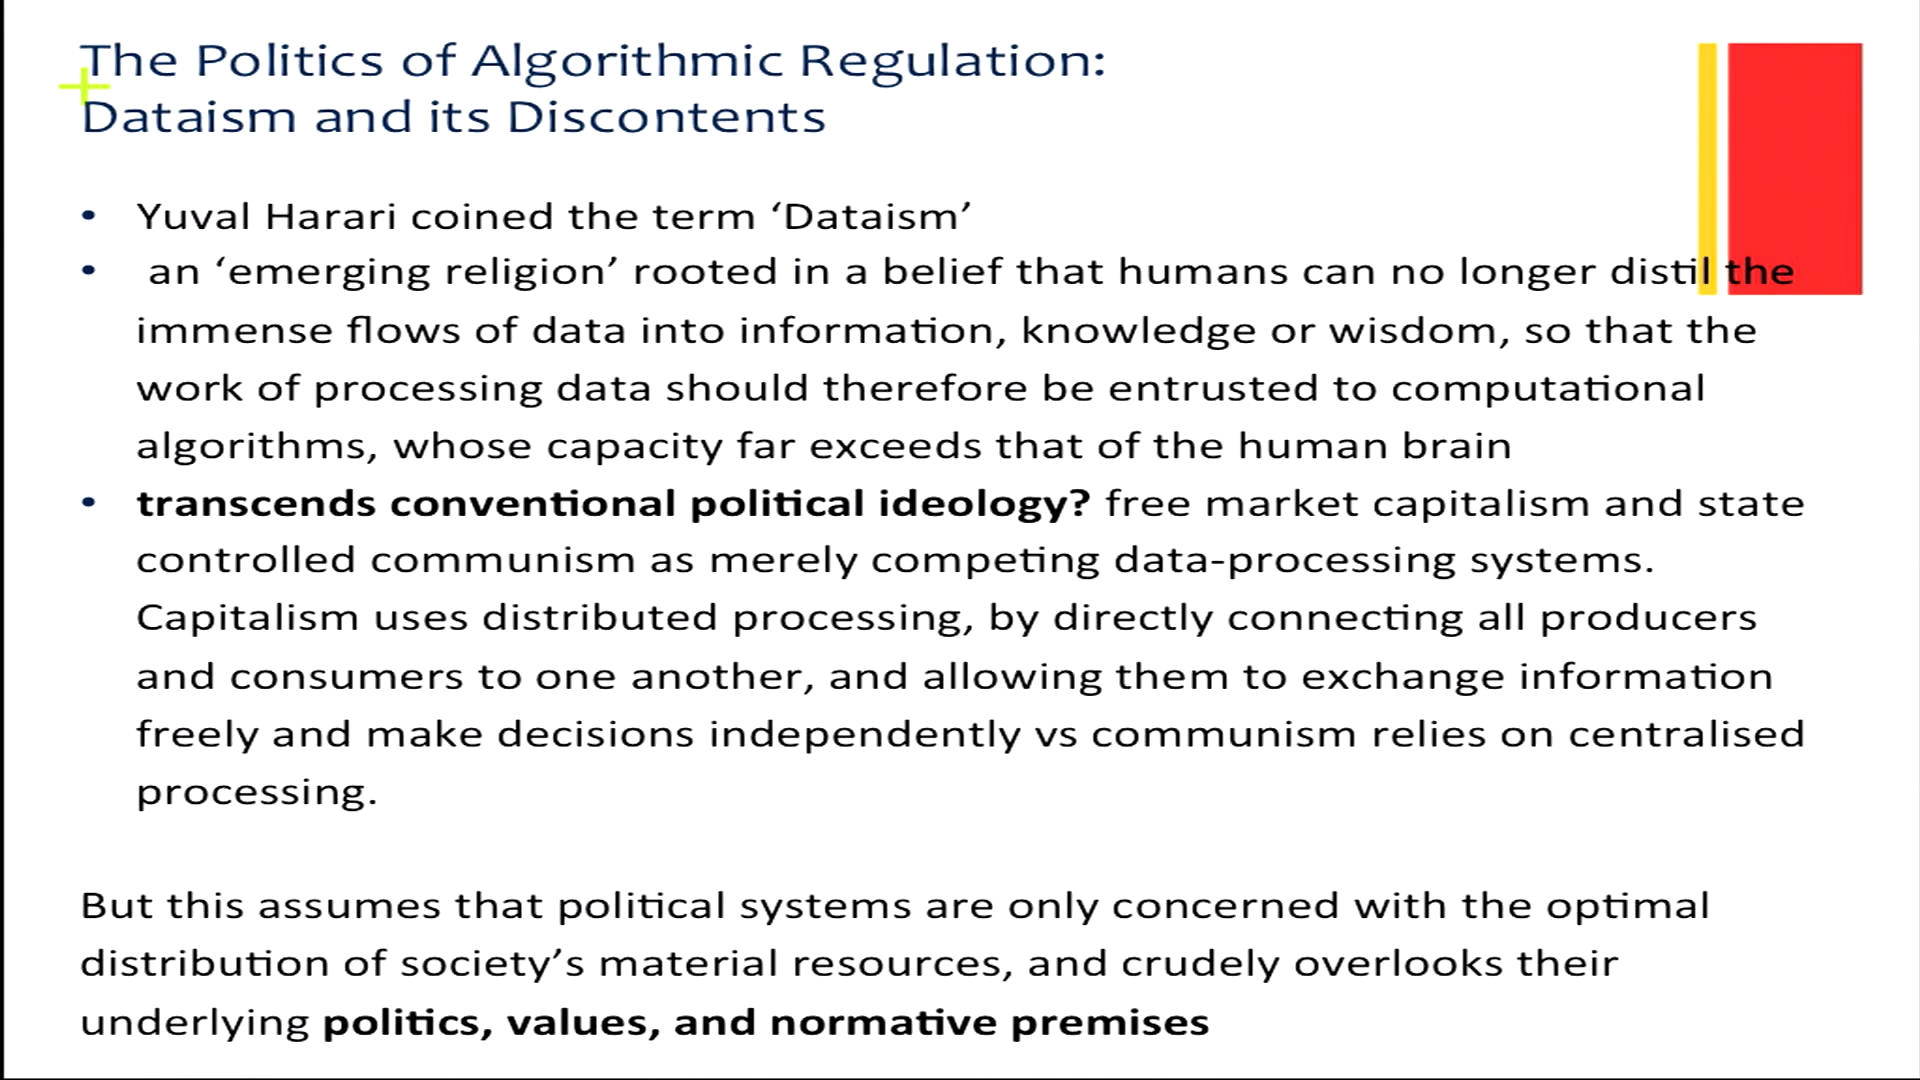 The Politics of Algorithmic Regulation:
Dataism and its Discontents
• Yuval Harari coined the term ‘Dataism’
• an ‘emerging religion’ rooted in a belief that humans can no longer distil the
immense flows of data into information, knowledge or wisdom, so that the
work of processing data should therefore be entrusted to computational
algorithms, whose capacity far exceeds that of the human brain
• transcends conventional political ideology? free market capitalism and state
controlled communism as merely competing data-processing systems.
Capitalism uses distributed processing, by directly connecting all producers
and consumers to one another, and allowing them to exchange information
freely and make decisions independently vs communism relies on centralised
processing.
But this assumes that political systems are only concerned with the optimal
distribution of society’s material resources, and crudely overlooks their
underlying politics, values, and normative premises